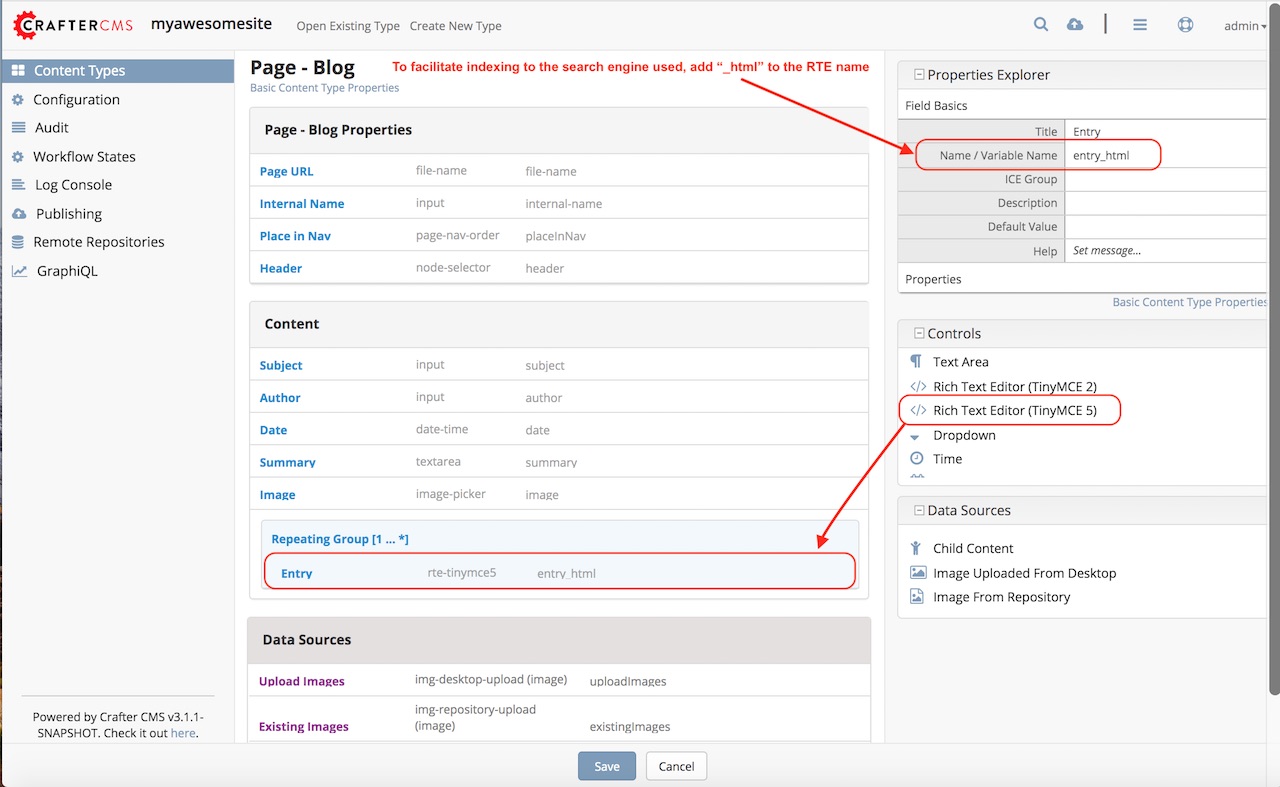 CRAFTERCMS myawesomesite Open Existing Type Create New Type admin
Content Types
Configuration
Audit
Workflow States
Log Console
Publishing
Remote Repositories
GraphiQL
Powered by Crafter CMS v3.1.1-
SNAPSHOT. Check it out here.
Page - Blog
To facilitate indexing to the search engine used, add “_html” to the RTE name
Basic Content Type Properties
Page - Blog Properties
Page URL file-name file-name
Internal Name input internal-name
Place in Nav page-nav-order placeInNav
Header node-selector header
Content
Subject input subject
Author input author
Date date-time date
Summary textarea summary
Image image-picker image
Repeating Group [1 ... *]
Entry rte-tinymce5 entry_html
Data Sources
Upload Images img-desktop-upload (image) uploadImages
Existing Images img-repository-upload (image) existingImages
Save Cancel
Properties Explorer
Field Basics
Title Entry
Name / Variable Name entry_html
ICE Group
Description
Default Value
Help Set message...
Properties
Basic Content Type Properties
Controls
Text Area
Rich Text Editor (TinyMCE 2)
Rich Text Editor (TinyMCE 5)
Dropdown
Time
Data Sources
Child Content
Image Uploaded From Desktop
Image From Repository